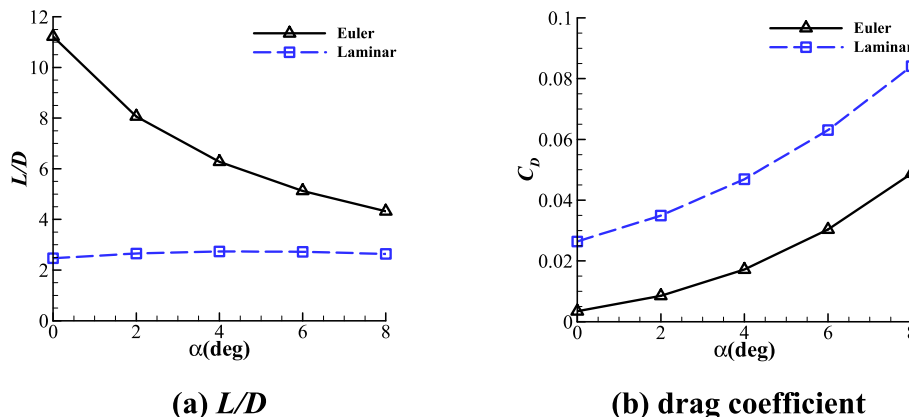 12
10
8
6
4
2
0
L/D
Euler
Laminar
0 2 4 6 8
α(deg)
(a) L/D
0.1
0.08
0.06
0.04
0.02
0
C_D
Euler
Laminar
0 2 4 6 8
α(deg)
(b) drag coefficient